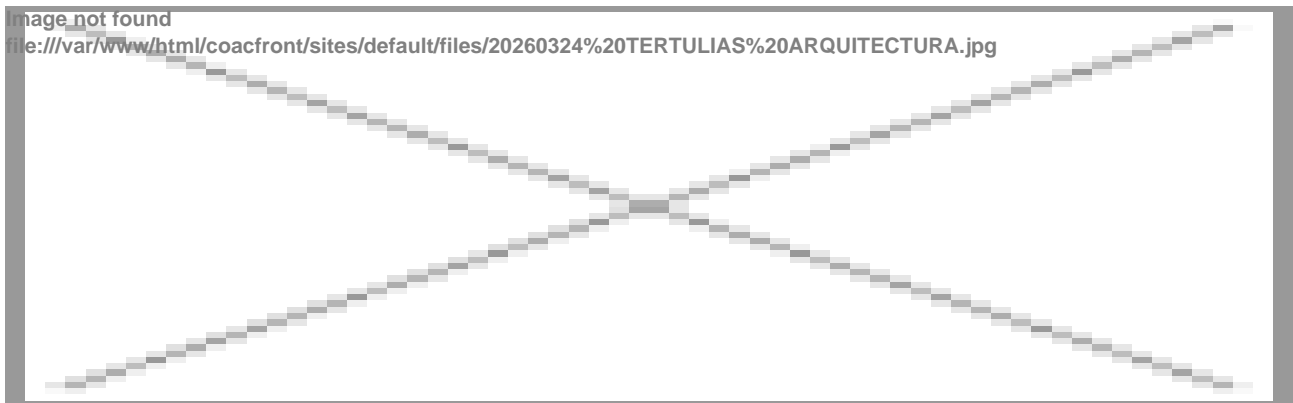 Image not found
file:///var/www/html/coacfront/sites/default/files/20260324%20TERTULIAS%20ARQUITECTURA.jpg